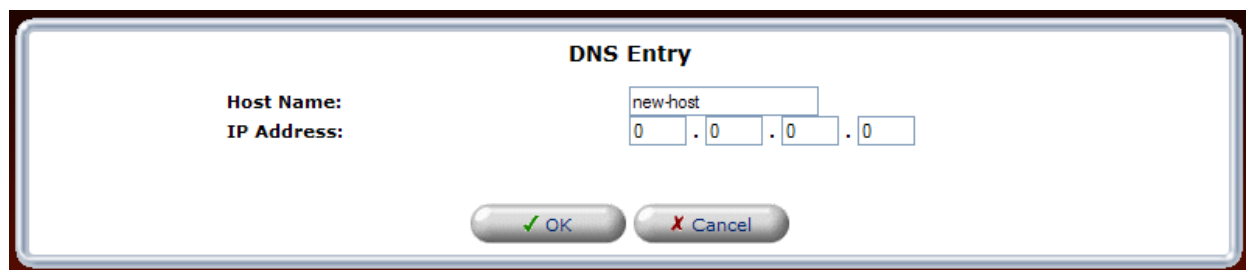 DNS Entry
Host Name: new-host
IP Address: 0 . 0 . 0 . 0
OK Cancel